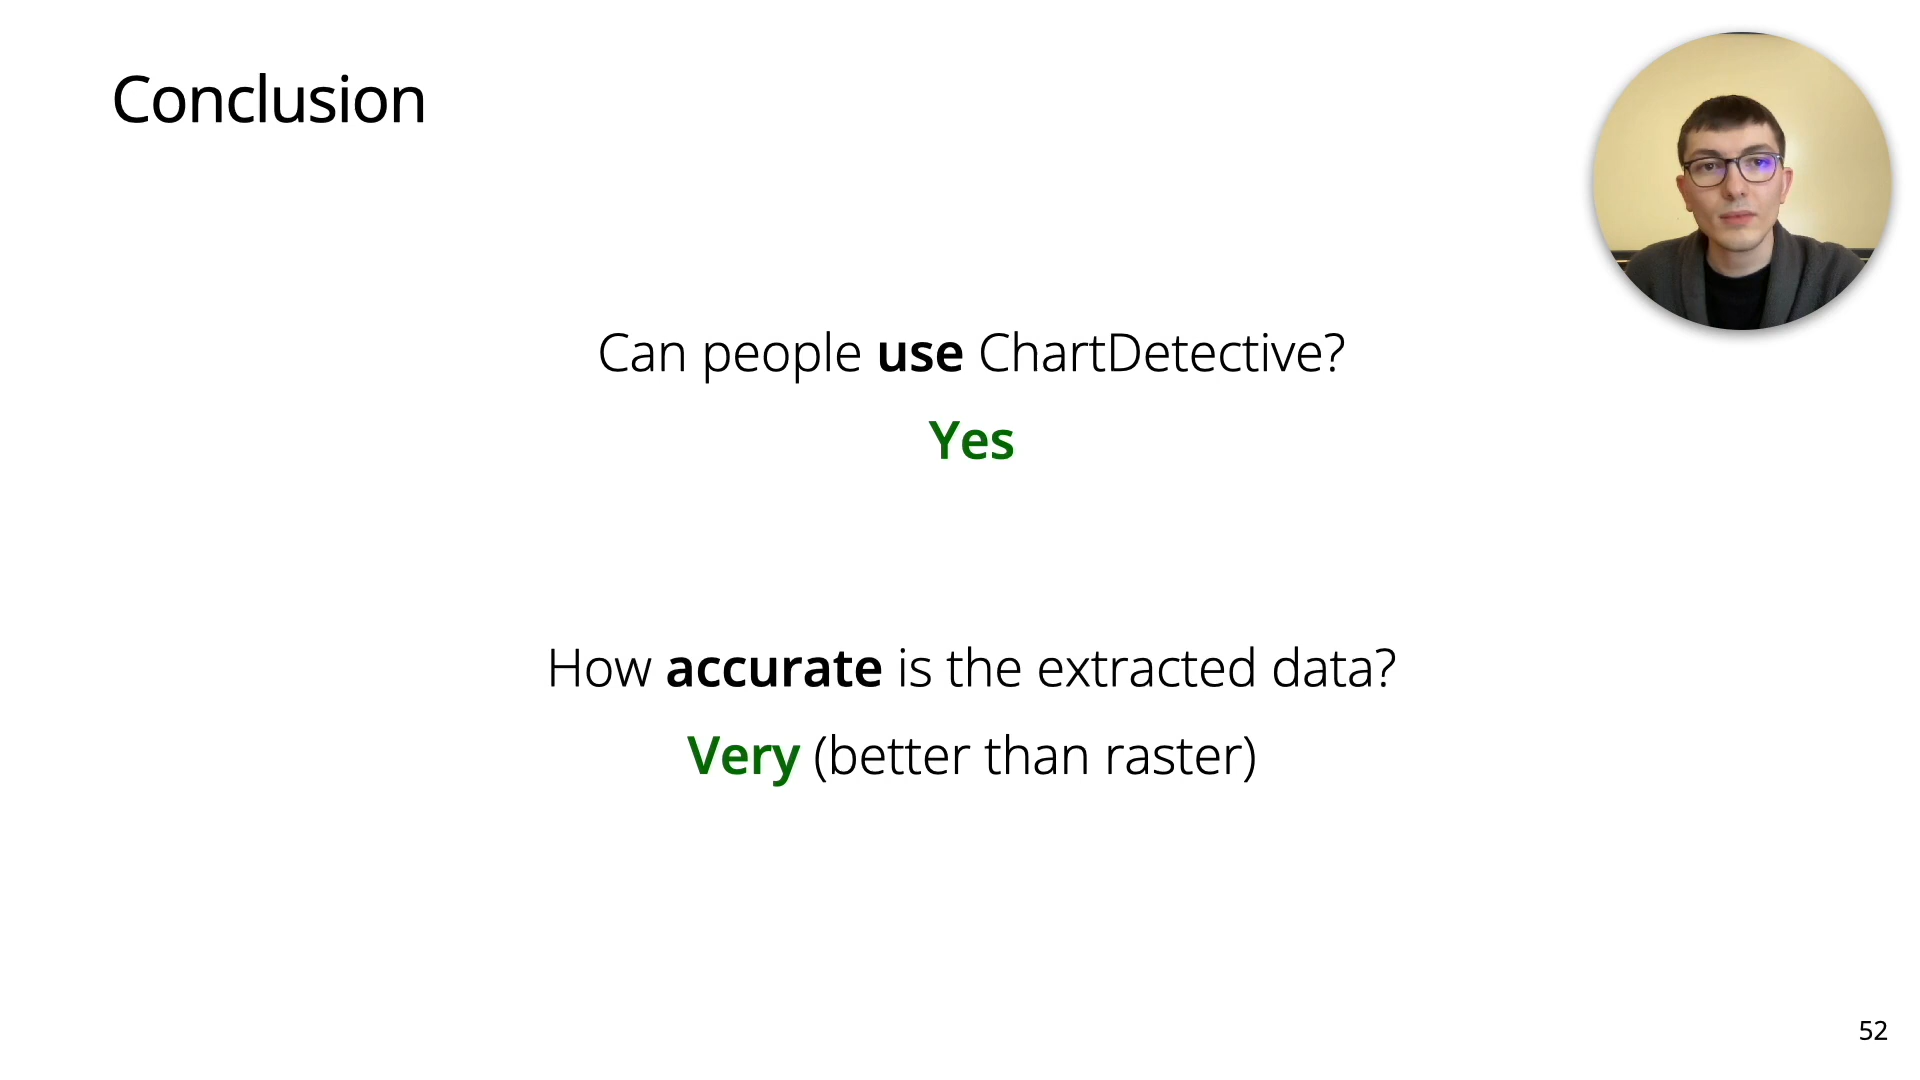 Conclusion
Can people use ChartDetective?
Yes
How accurate is the extracted data?
Very (better than raster)
52